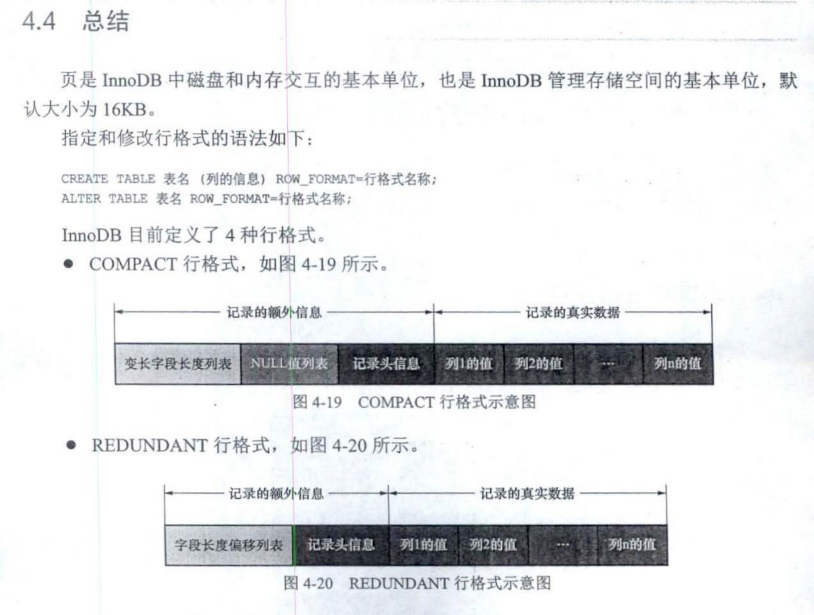 4.4 总结
页是 InnoDB 中磁盘和内存交互的基本单位，也是 InnoDB 管理存储空间的基本单位，默
认大小为 16KB。
指定和修改行格式的语法如下：
CREATE TABLE 表名 (列的信息) ROW_FORMAT=行格式名称;
ALTER TABLE 表名 ROW_FORMAT=行格式名称;
InnoDB 目前定义了 4 种行格式。
● COMPACT 行格式，如图 4-19 所示。
记录的额外信息 记录的真实数据
变长字段长度列表 NULL值列表 记录头信息 列1的值 列2的值 … 列n的值
图 4-19 COMPACT 行格式示意图
● REDUNDANT 行格式，如图 4-20 所示。
记录的额外信息 记录的真实数据
字段长度偏移列表 记录头信息 列1的值 列2的值 … 列n的值
图 4-20 REDUNDANT 行格式示意图